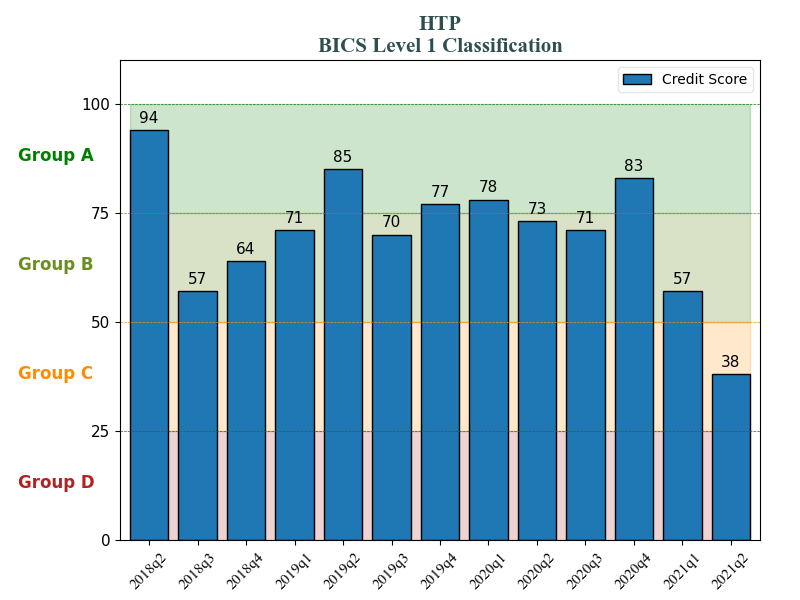 HTP
BICS Level 1 Classification
Credit Score
100
75
50
25
0
Group A
Group B
Group C
Group D
94
57
64
71
85
70
77
78
73
71
83
57
38
2018q2
2018q3
2018q4
2019q1
2019q2
2019q3
2019q4
2020q1
2020q2
2020q3
2020q4
2021q1
2021q2